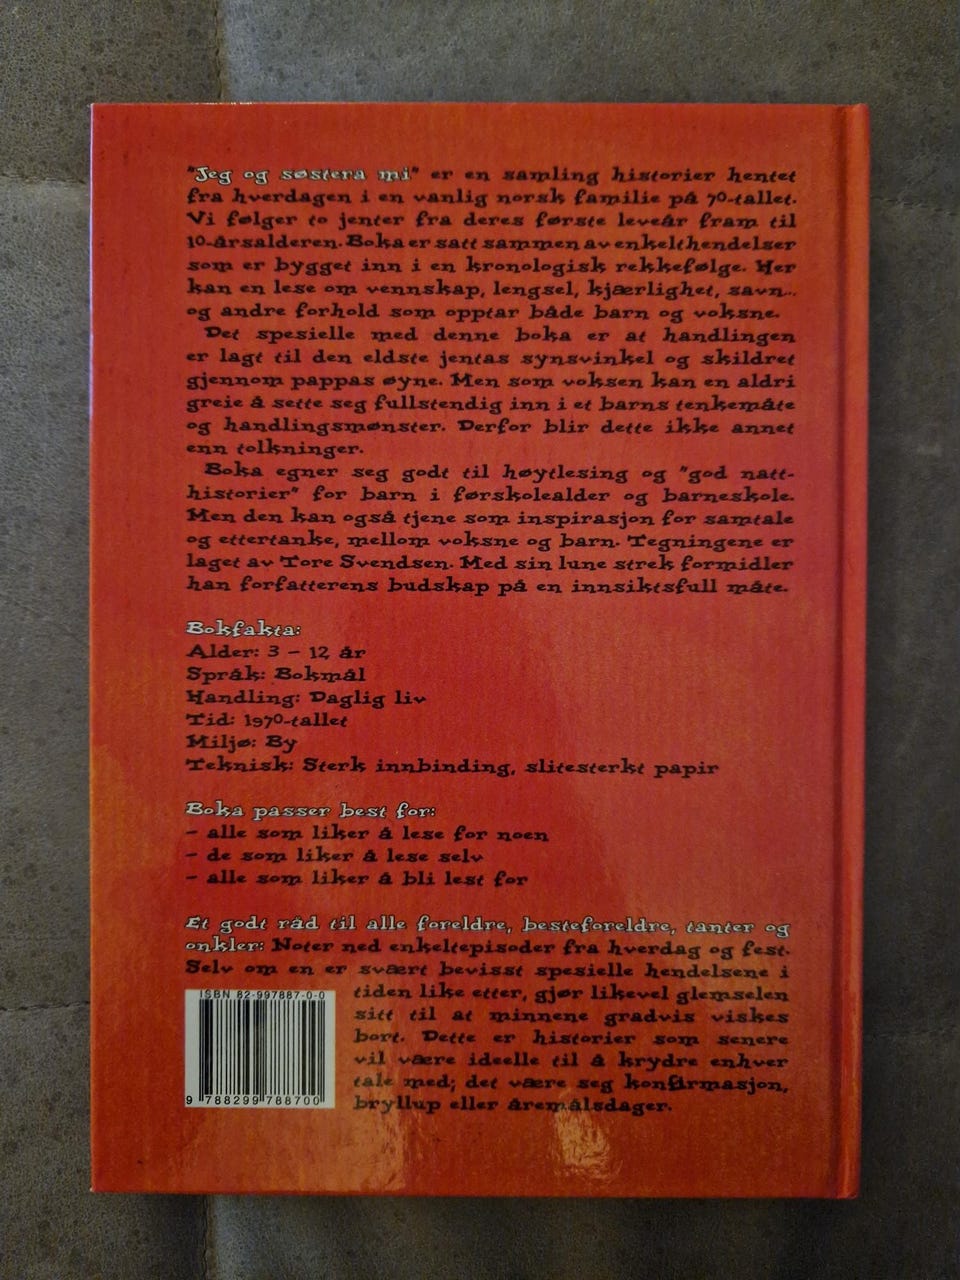 "Jeg og søstera mi" er en samling historier hentet
fra hverdagen i en vanlig norsk familie på 70-tallet.
Vi følger to jenter fra deres første leveår fram til
10-årsalderen. Boka er satt sammen av enkelthendelser
som er bygget inn i en kronologisk rekkefølge. Her
kan en lese om vennskap, lengsel, kjærlighet, savn..
og andre forhold som opptar både barn og voksne.
Det spesielle med denne boka er at handlingen
er lagt til den eldste jentas synsvinkel og skildret
gjennom pappas øyne. Men som voksen kan en aldri
greie å sette seg fullstendig inn i et barns tenkemåte
og handlingsmønster. Derfor blir dette ikke annet
enn tolkninger.
Boka egner seg godt til høytlesing og "god natt-
historier" for barn i førskolealder og barneskole.
Men den kan også tjene som inspirasjon for samtale
og ettertanke, mellom voksne og barn. Tegningene er
laget av Tore Svendsen. Med sin lune strek formidler
han forfatterens budskap på en innsiktsfull måte.
Bokfakta:
Alder: 3 – 12 år
Språk: Bokmål
Handling: Daglig liv
Tid: 1970-tallet
Miljø: By
Teknisk: Sterk innbinding, slitesterkt papir
Boka passer best for:
– alle som liker å lese for noen
– de som liker å lese selv
– alle som liker å bli lest for
Et godt råd til alle foreldre, besteforeldre, tanter og
onkler: Noter ned enkeltepisoder fra hverdag og fest.
Selv om en er svært bevisst spesielle hendelsene i
tiden like etter, gjør likevel glemselen
sitt til at minnene gradvis viskes
bort. Dette er historier som senere
vil være ideelle til å krydre enhver
tale med; det være seg konfirmasjon,
bryllup eller åremålsdager.
ISBN 82-997887-0-0
9 788299 788700